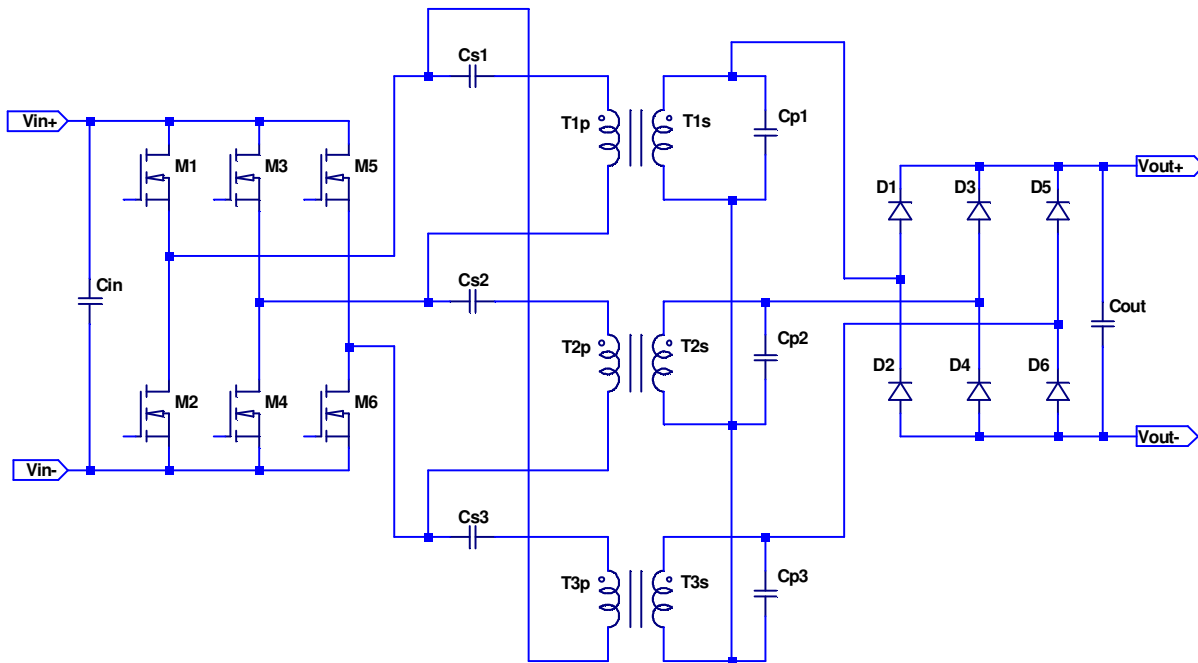 Cs1
Vin+
M1
M3
M5
T1p
T1s
Cp1
D1
D3
D5
Vout+
Cin
Cs2
T2p
T2s
Cp2
Cout
M2
M4
M6
D2
D4
D6
Vout-
Vin-
Cs3
T3p
T3s
Cp3